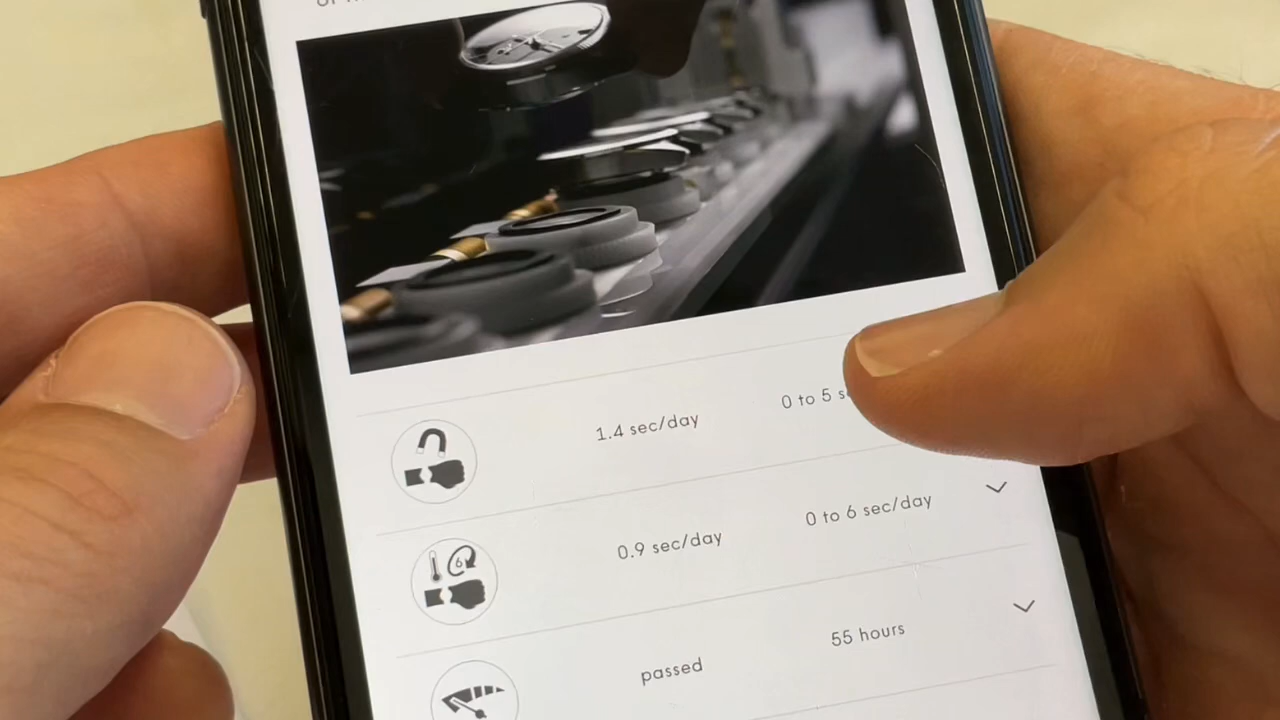 1.4 sec/day
0 to 5
0.9 sec/day
0 to 6 sec/day
6
passed
55 hours